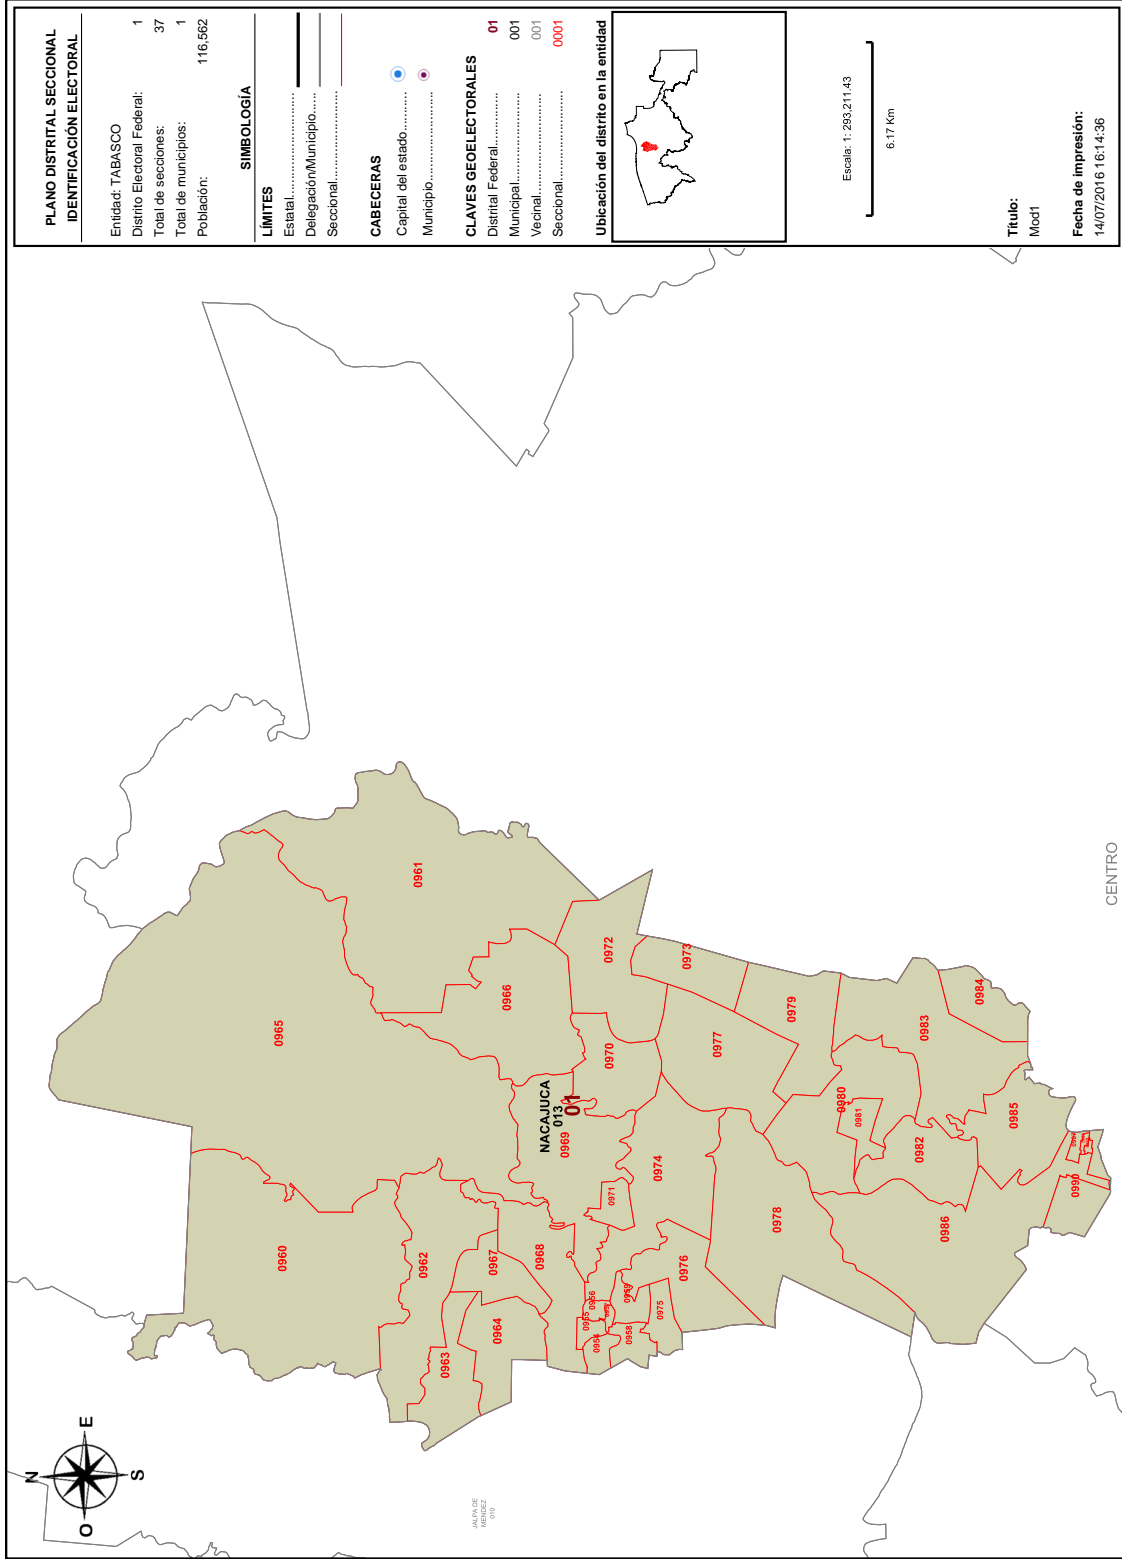 PLANO DISTRITAL SECCIONAL
IDENTIFICACIÓN ELECTORAL
Entidad: TABASCO
Distrito Electoral Federal: 1
Total de secciones: 37
Total de municipios: 1
Población: 116,562
SIMBOLOGÍA
LÍMITES
Estatal
Delegación/Municipio
Seccional
CABECERAS
Capital del estado
Municipio
CLAVES GEOELECTORALES
Distrital Federal 01
Municipal 001
Vecinal 001
Seccional 0001
Ubicación del distrito en la entidad
Escala: 1: 293,211.43
6.17 Km
Título:
Mod1
Fecha de impresión:
14/07/2016 16:14:36
N
O
E
S
JALPA DE
MENDEZ
010
CENTRO
NACAJUCA
013
01
0965
0961
0960
0962
0966
0963
0964
0967
0968
0969
0970
0971
0972
0973
0974
0956
0955
0954
0958
0959
0975
0976
0977
0978
0979
0980
0981
0982
0983
0984
0985
0986
0990